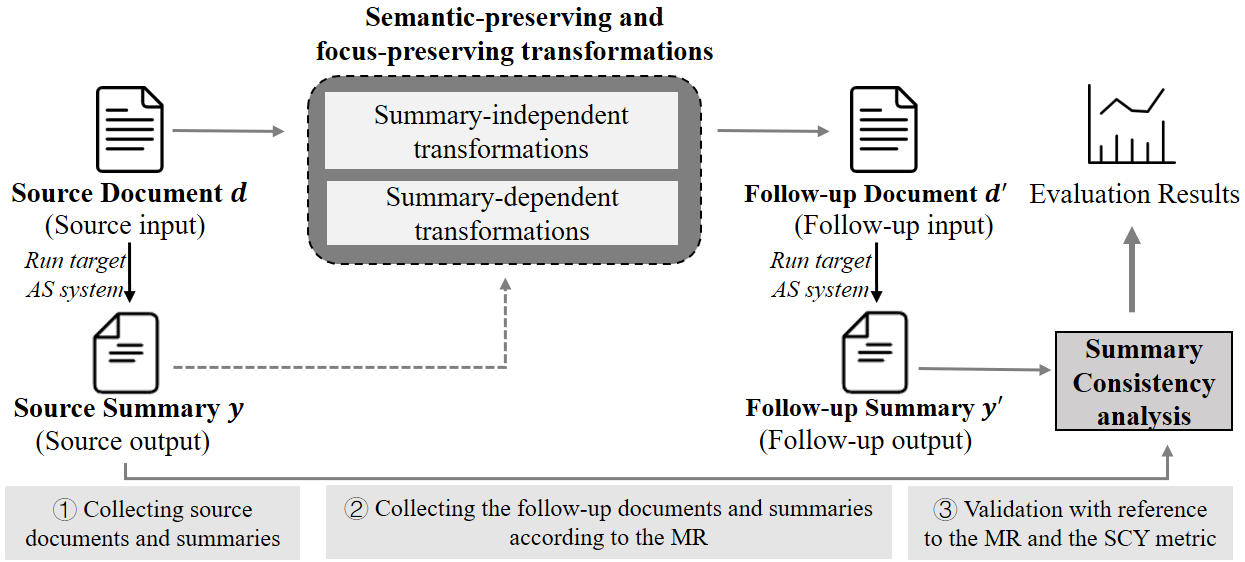 Semantic-preserving and
focus-preserving transformations
Summary-independent
transformations
Summary-dependent
transformations
Source Document d
(Source input)
Run target
AS system
Source Summary y
(Source output)
Follow-up Document d′
(Follow-up input)
Run target
AS system
Follow-up Summary y′
(Follow-up output)
Evaluation Results
Summary
Consistency
analysis
① Collecting source
documents and summaries
② Collecting the follow-up documents and summaries
according to the MR
③ Validation with reference
to the MR and the SCY metric